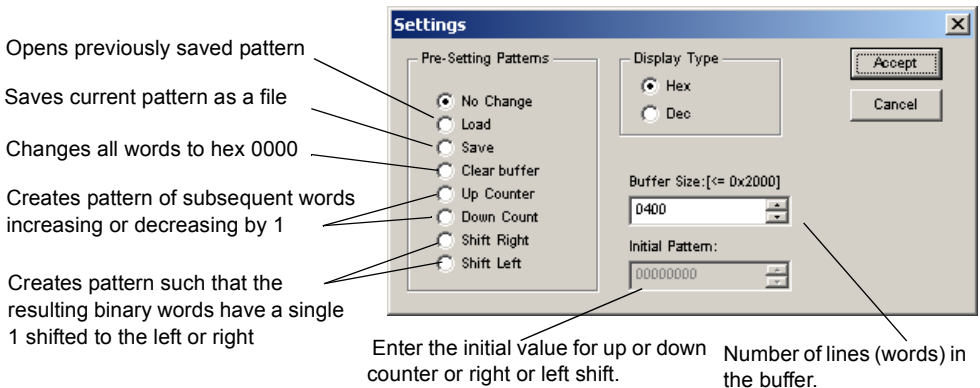 Opens previously saved pattern
Saves current pattern as a file
Changes all words to hex 0000
Creates pattern of subsequent words
increasing or decreasing by 1
Creates pattern such that the
resulting binary words have a single
1 shifted to the left or right
Settings
Pre-Setting Patterns
No Change
Load
Save
Clear buffer
Up Counter
Down Count
Shift Right
Shift Left
Display Type
Hex
Dec
Accept
Cancel
Buffer Size:[<= 0x2000]
0400
Initial Pattern:
00000000
Enter the initial value for up or down
counter or right or left shift.
Number of lines (words) in
the buffer.